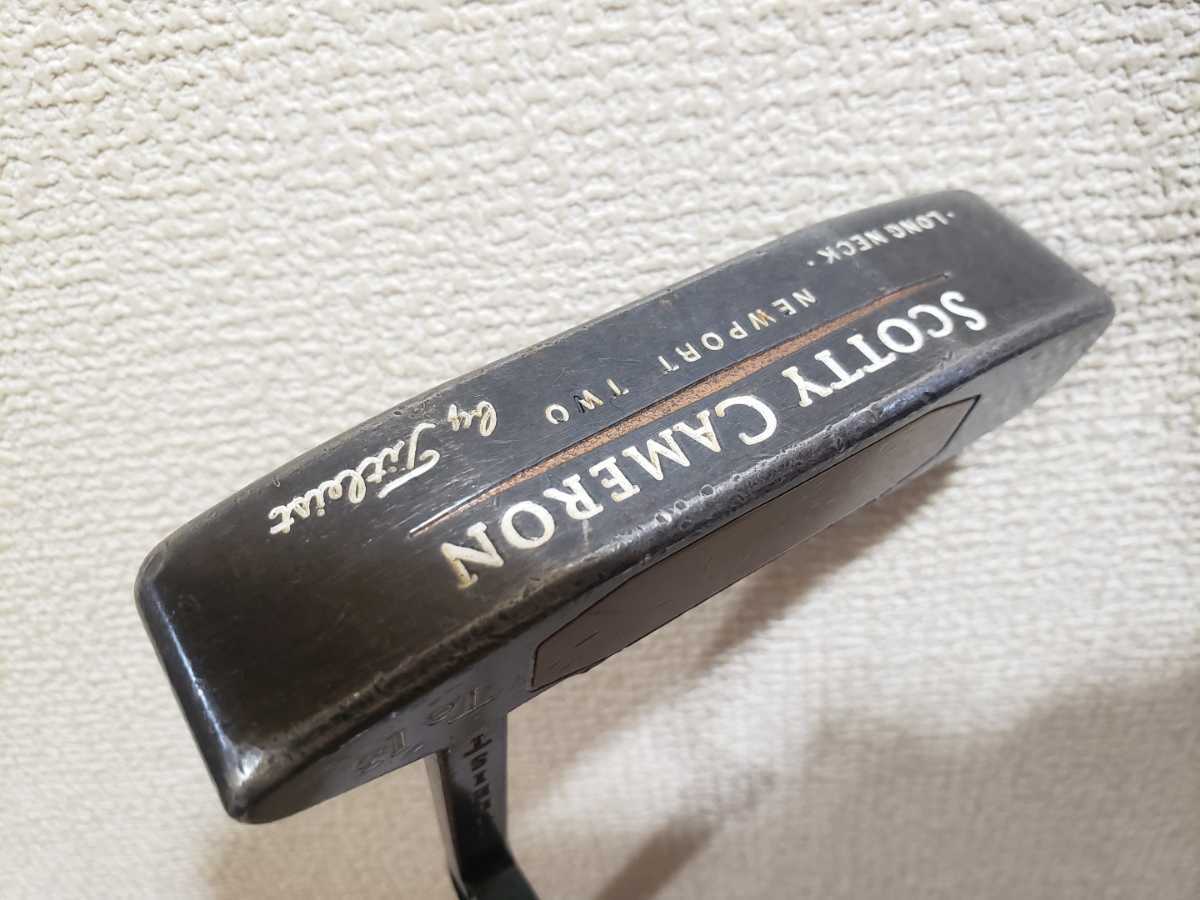 · LONG NECK ·
NEWPORT TWO
by Titleist
SCOTTY CAMERON